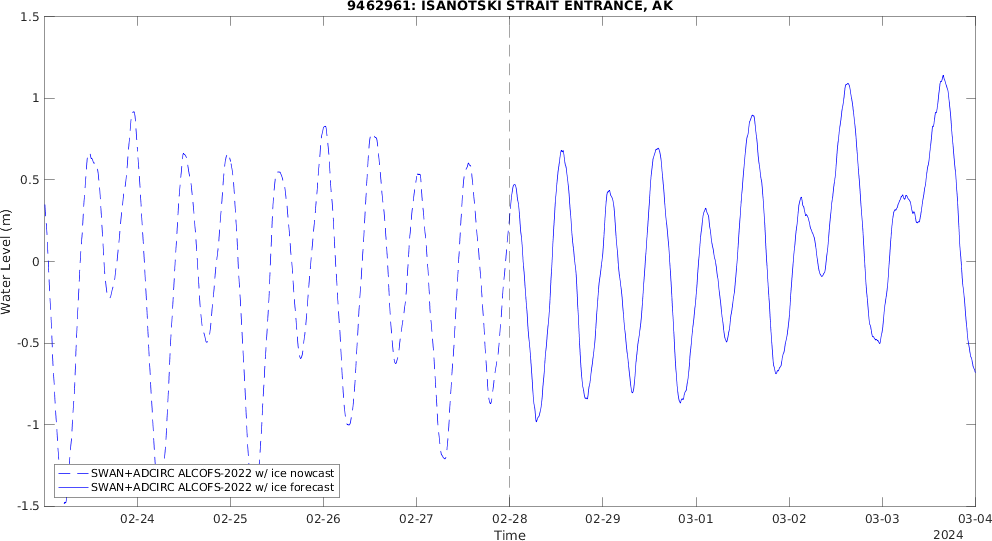 9462961: ISANOTSKI STRAIT ENTRANCE, AK
1.5
1
0.5
0
-0.5
-1
-1.5
Water Level (m)
SWAN+ADCIRC ALCOFS-2022 w/ ice nowcast
SWAN+ADCIRC ALCOFS-2022 w/ ice forecast
02-24 02-25 02-26 02-27 02-28 02-29 03-01 03-02 03-03 03-04
Time
2024